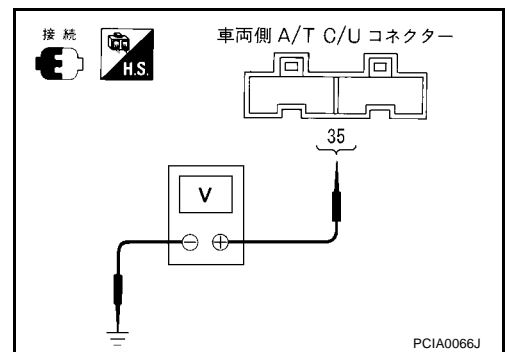 接続
H.S.
車両側 A/T C/U コネクター
35
V
PCIA0066J